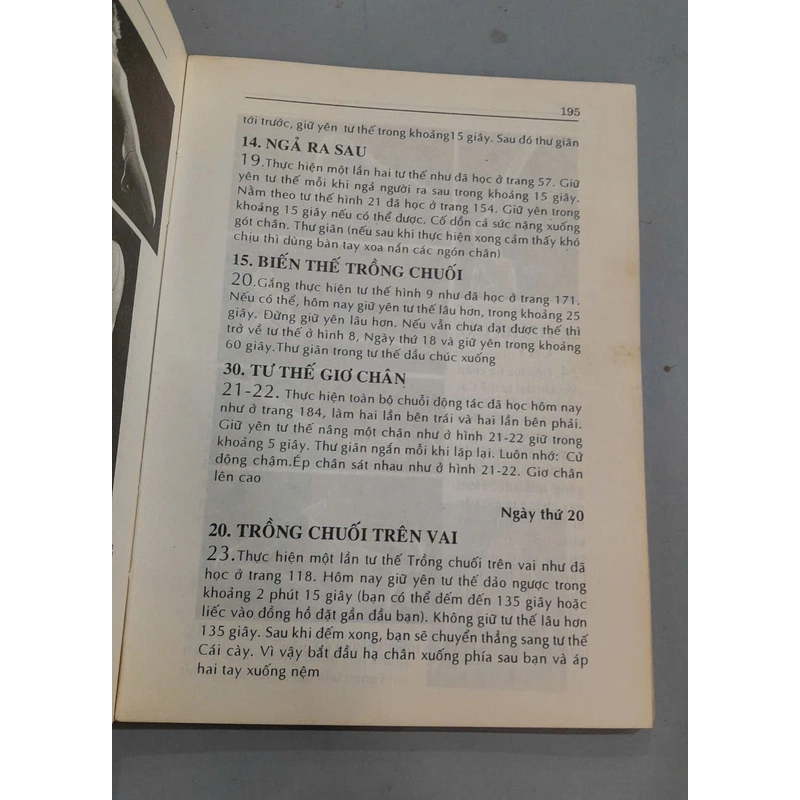 195
tới trước, giữ yên tư thế trong khoảng15 giây. Sau đó thư giãn
14. NGẢ RA SAU
19.Thực hiện một lần hai tư thế như đã học ở trang 57. Giữ
yên tư thế mỗi khi ngả người ra sau trong khoảng 15 giây.
Nằm theo tư thế hình 21 đã học ở trang 154. Giữ yên trong
khoảng 15 giây nếu có thể được. Cố dồn cả sức nặng xuống
gót chân. Thư giãn (nếu sau khi thực hiện xong cảm thấy khó
chịu thì dùng bàn tay xoa nắn các ngón chân)
15. BIẾN THẾ TRỒNG CHUỐI
20.Gắng thực hiện tư thế hình 9 như đã học ở trang 171.
Nếu có thể, hôm nay giữ yên tư thế lâu hơn, trong khoảng 25
giây. Đừng giữ yên lâu hơn. Nếu vẫn chưa đạt được thế thì
trở về tư thế ở hình 8, Ngày thứ 18 và giữ yên trong khoảng
60 giây.Thư giãn trong tư thế đầu chúc xuống
30. TƯ THẾ GIƠ CHÂN
21-22. Thực hiện toàn bộ chuỗi động tác đã học hôm nay
như ở trang 184, làm hai lần bên trái và hai lần bên phải.
Giữ yên tư thế nâng một chân như ở hình 21-22 giữ trong
khoảng 5 giây. Thư giãn ngắn mỗi khi lặp lại. Luôn nhớ: Cử
động chậm.Ép chân sát nhau như ở hình 21-22. Giơ chân
lên cao
Ngày thứ 20
20. TRỒNG CHUỐI TRÊN VAI
23.Thực hiện một lần tư thế Trồng chuối trên vai như đã
học ở trang 118. Hôm nay giữ yên tư thế đảo ngược trong
khoảng 2 phút 15 giây (bạn có thể đếm đến 135 giây hoặc
liếc vào đồng hồ đặt gần đầu bạn). Không giữ tư thế lâu hơn
135 giây. Sau khi đếm xong, bạn sẽ chuyển thẳng sang tư thế
Cái cày. Vì vậy bắt đầu hạ chân xuống phía sau bạn và áp
hai tay xuống nệm